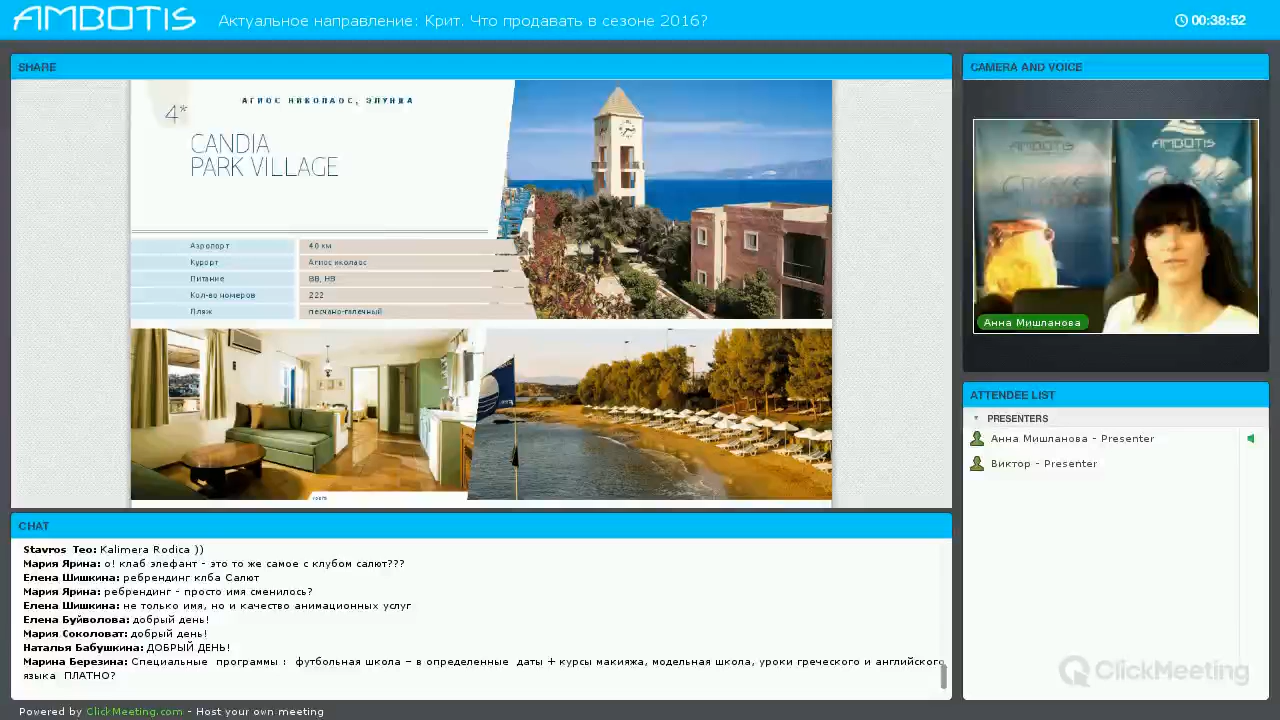 AMBOTIS
Актуальное направление: Крит. Что продавать в сезоне 2016?
00:38:52
SHARE
4*
АГИОС НИКОЛАОС, ЭЛУНДА
CANDIA
PARK VILLAGE
Аэропорт
Курорт
Агиос иколаос
Питание
BB, HB
Кол-во номеров
222
Пляж
песчано-галечный
CHAT
Stavros Teo: Kalimera Rodica ))
Мария Ярина: о! клаб элефант - это то же самое с клубом салют???
Елена Шишкина: ребрендинг клба Салют
Мария Ярина: ребрендинг - просто имя сменилось?
Елена Шишкина: не только имя, но и качество анимационных услуг
Елена Буйволова: добрый день!
Мария Соколоват: добрый день!
Наталья Бабушкина: ДОБРЫЙ ДЕНЬ!
Марина Березина: Специальные программы : футбольная школа – в определенные даты + курсы макияжа, модельная школа, уроки греческого и английского
языка ПЛАТНО?
Powered by ClickMeeting.com - Host your own meeting
CAMERA AND VOICE
AMBOTIS
AMBOTIS
Анна Мишланова
ATTENDEE LIST
PRESENTERS
Анна Мишланова - Presenter
Виктор - Presenter
ClickMeeting